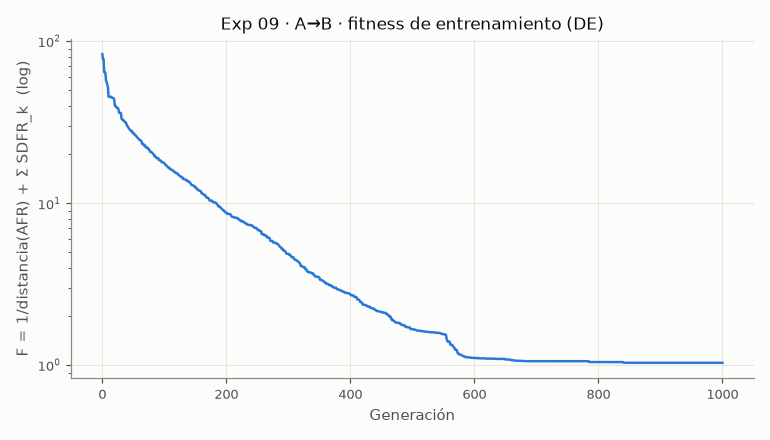 Exp 09 · A→B · fitness de entrenamiento (DE)
F = 1/distancia(AFR) + Σ SDFR_k (log)
10²
10¹
10⁰
0 200 400 600 800 1000
Generación